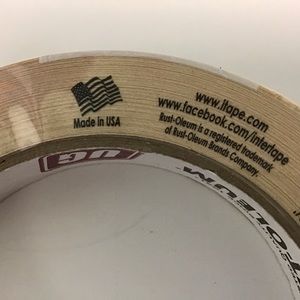 Made in USA
www.itape.com
www.facebook.com/intertape
Rust-Oleum is a registered trademark
of Rust-Oleum Brands Company.